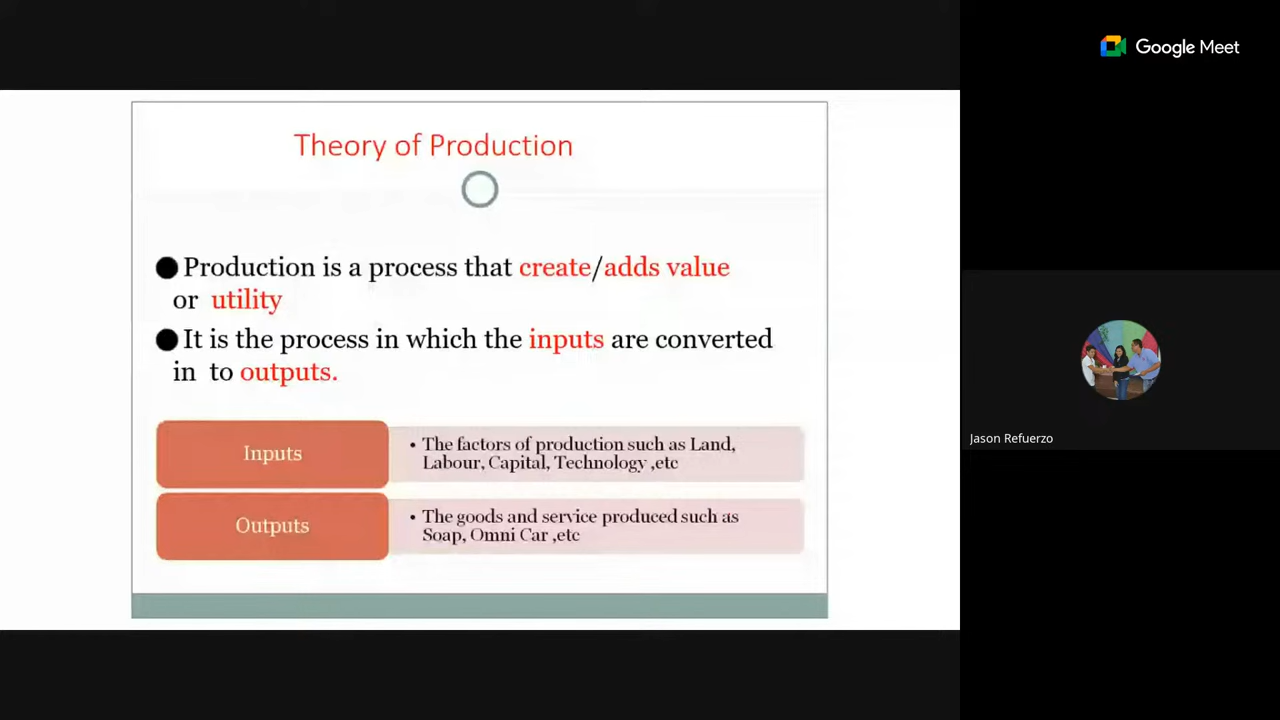 Google Meet
Theory of Production
●Production is a process that create/adds value
or utility
●It is the process in which the inputs are converted
in to outputs.
Inputs
• The factors of production such as Land,
Labour, Capital, Technology ,etc
Outputs
• The goods and service produced such as
Soap, Omni Car ,etc
Jason Refuerzo